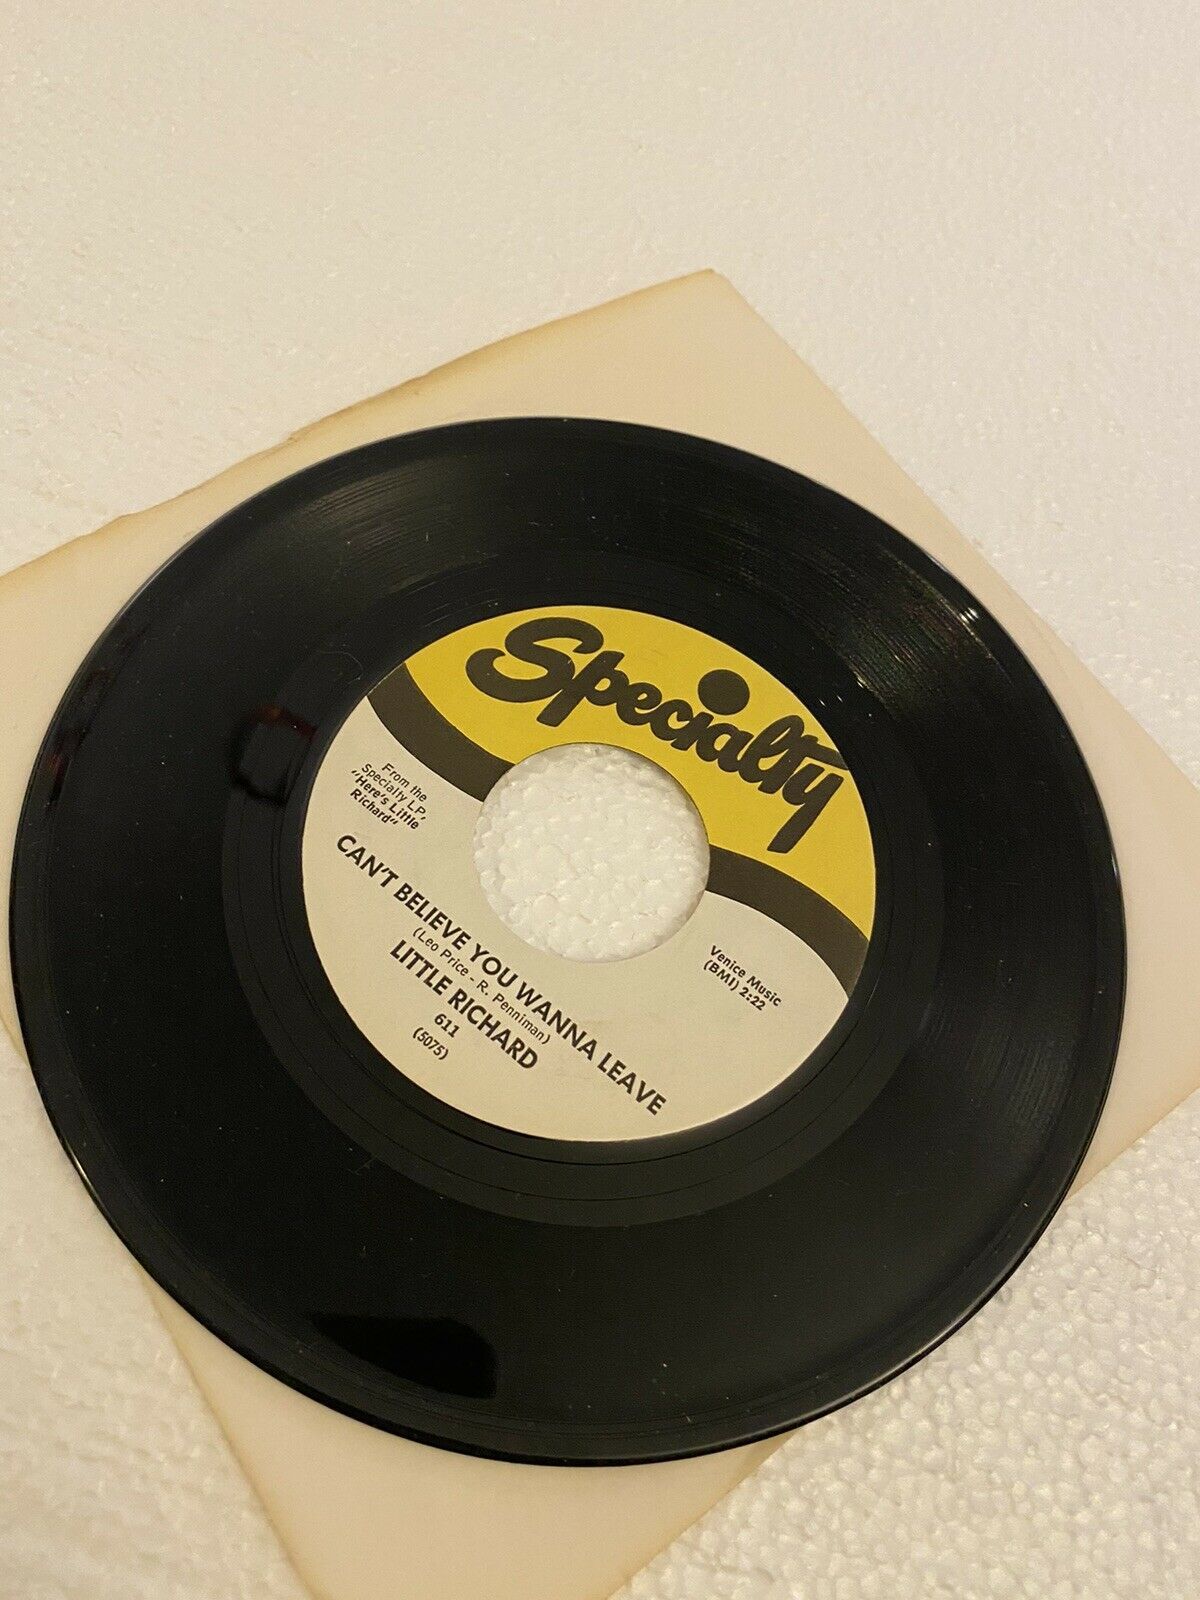 Specialty
From the
Specialty LP,
"Here's Little
Richard"
Venice Music
(BMI) 2:22
CAN'T BELIEVE YOU WANNA LEAVE
(Leo Price - R. Penniman)
LITTLE RICHARD
611
(5075)